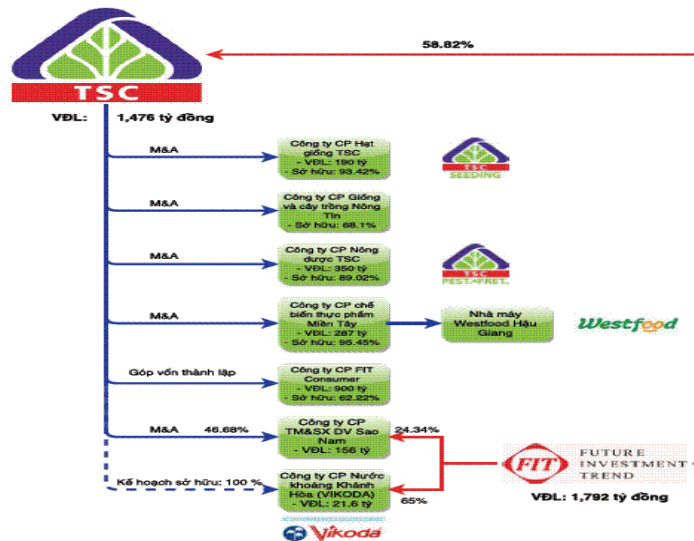 58.82%
TSC
VĐL: 1,476 tỷ đồng
M&A
Công ty CP Hạt
giống TSC
- VĐL: 190 tỷ
- Sở hữu: 93.42%
TSC
SEEDING
M&A
Công ty CP Giống
và cây trồng Nông
Tín
- Sở hữu: 68.1%
M&A
Công ty CP Nông
dược TSC
- VĐL: 350 tỷ
- Sở hữu: 89.02%
TSC
M&A
Công ty CP chế
biến thực phẩm
Miền Tây
- VĐL: 287 tỷ
- Sở hữu: 95.45%
Nhà máy
Westfood Hậu
Giang
Westfood
Góp vốn thành lập
Công ty CP FIT
Consumer
- VĐL: 900 tỷ
- Sở hữu: 62.22%
M&A
46.68%
Công ty CP
TM&SX DV Sao
Nam
- VĐL: 156 tỷ
24.34%
FIT
FUTURE
INVESTMENT
TREND
VĐL: 1,792 tỷ đồng
Kế hoạch sở hữu: 100 %
Công ty CP Nước
khoáng Khánh
Hòa (VIKODA)
- VĐL: 21.6 tỷ
65%
Vikoda